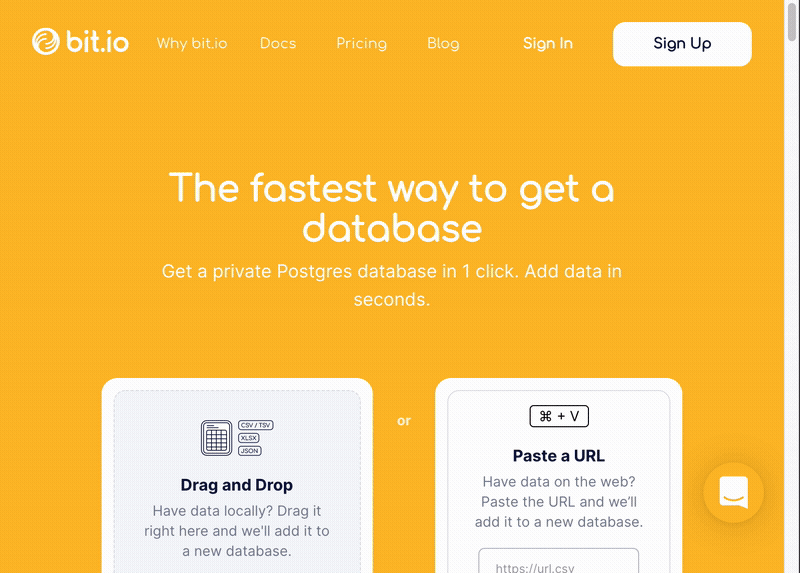 bit.io Why bit.io Docs Pricing Blog Sign In Sign Up
The fastest way to get a
database
Get a private Postgres database in 1 click. Add data in
seconds.
or
CSV / TSV
XLSX
JSON
Drag and Drop
Have data locally? Drag it
right here and we'll add it to
a new database.
⌘ + V
Paste a URL
Have data on the web?
Paste the URL and we'll
add it to a new database.
https://url.csv